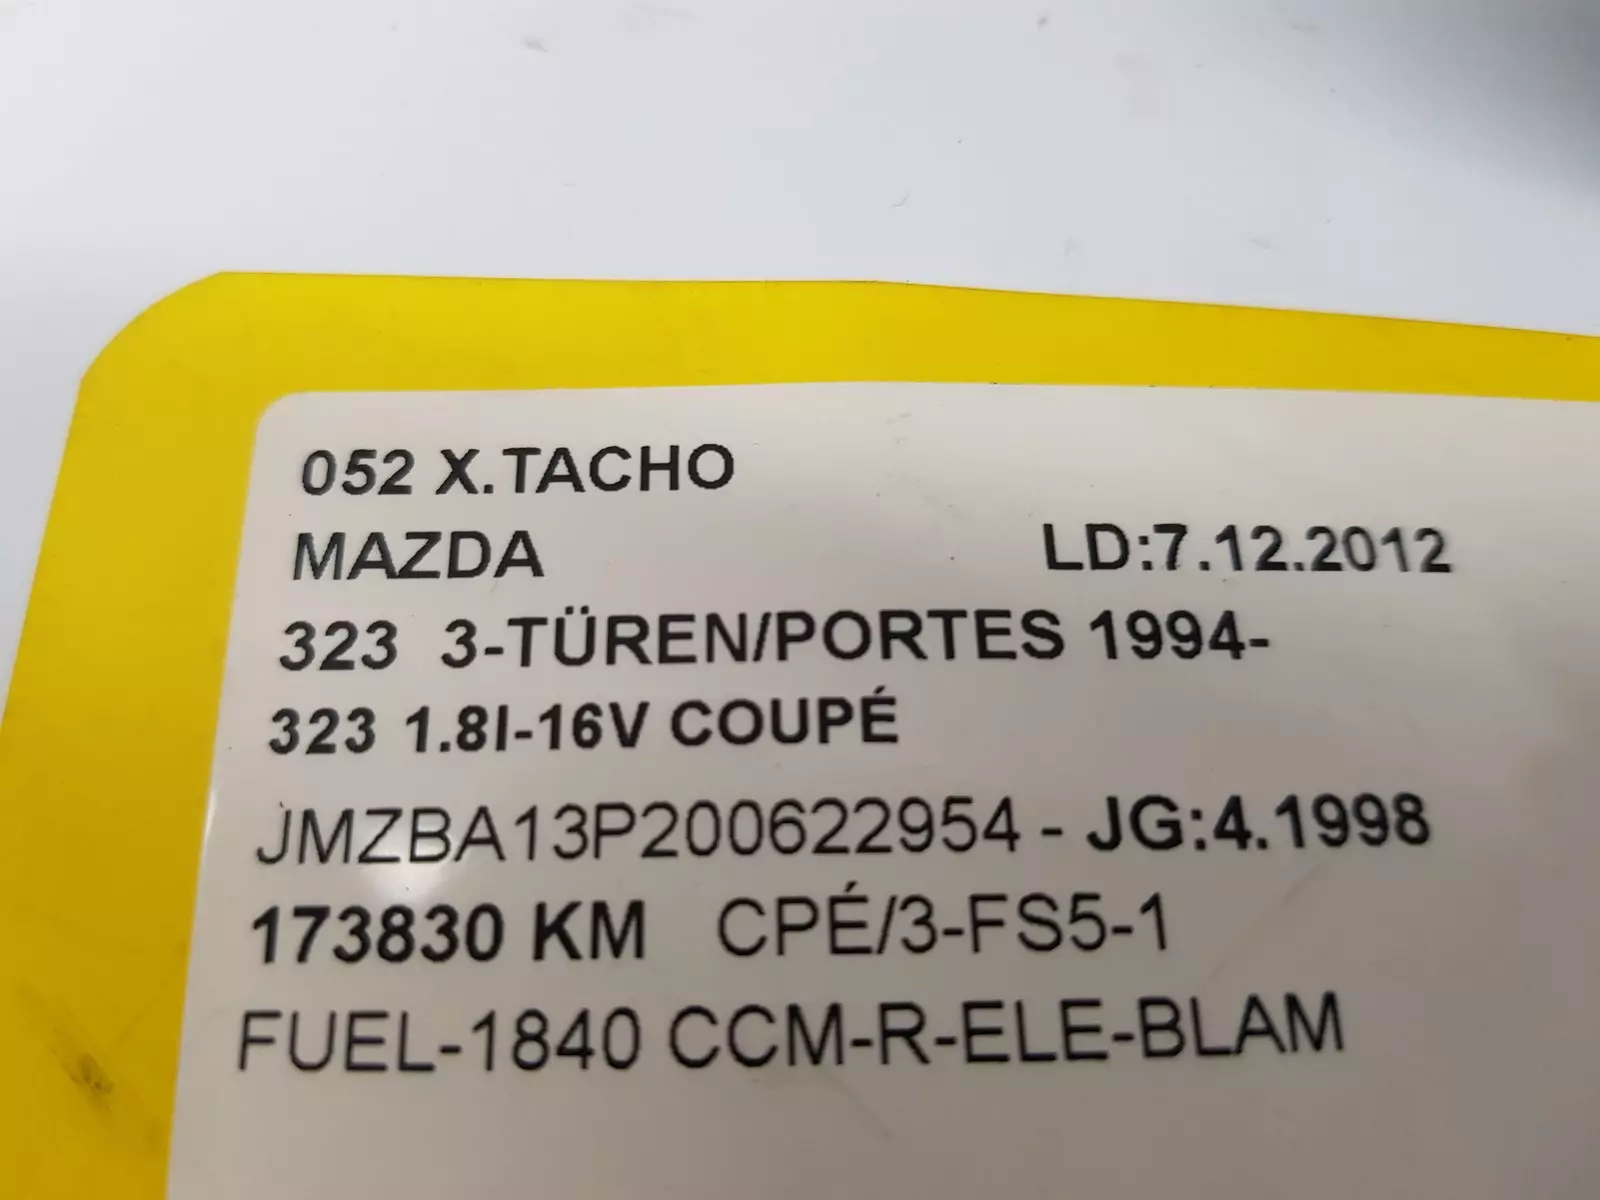 052 X.TACHO
MAZDA LD:7.12.2012
323 3-TÜREN/PORTES 1994-
323 1.8I-16V COUPÉ
JMZBA13P200622954 - JG:4.1998
173830 KM CPÉ/3-FS5-1
FUEL-1840 CCM-R-ELE-BLAM